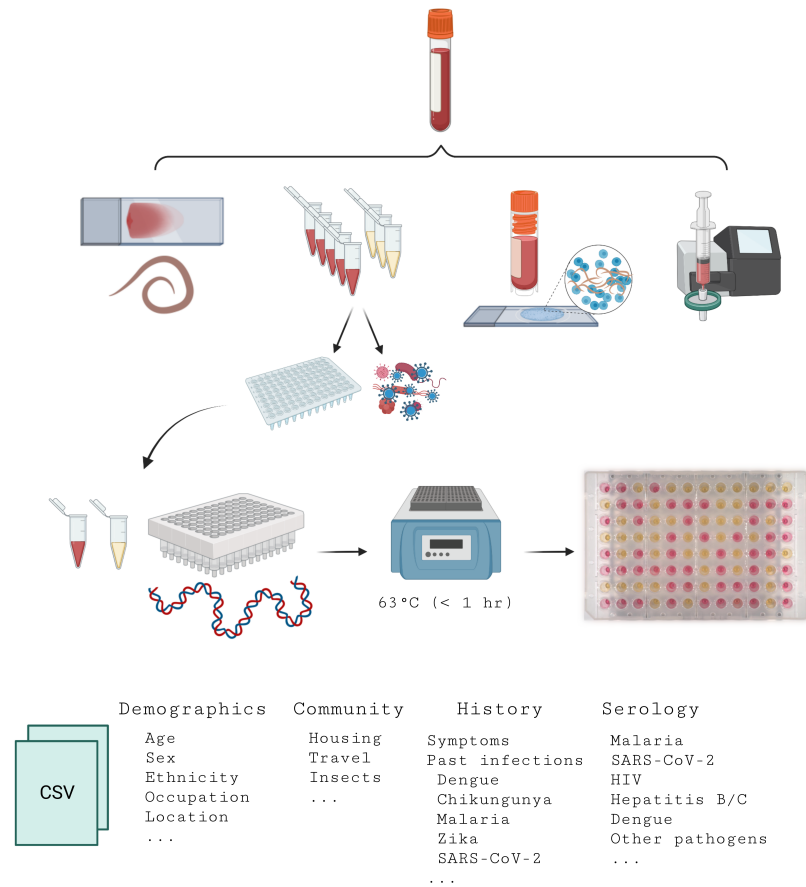 63°C (< 1 hr)
CSV
Demographics
Age
Sex
Ethnicity
Occupation
Location
...
Community
Housing
Travel
Insects
...
History
Symptoms
Past infections
Dengue
Chikungunya
Malaria
Zika
SARS-CoV-2
...
Serology
Malaria
SARS-CoV-2
HIV
Hepatitis B/C
Dengue
Other pathogens
...